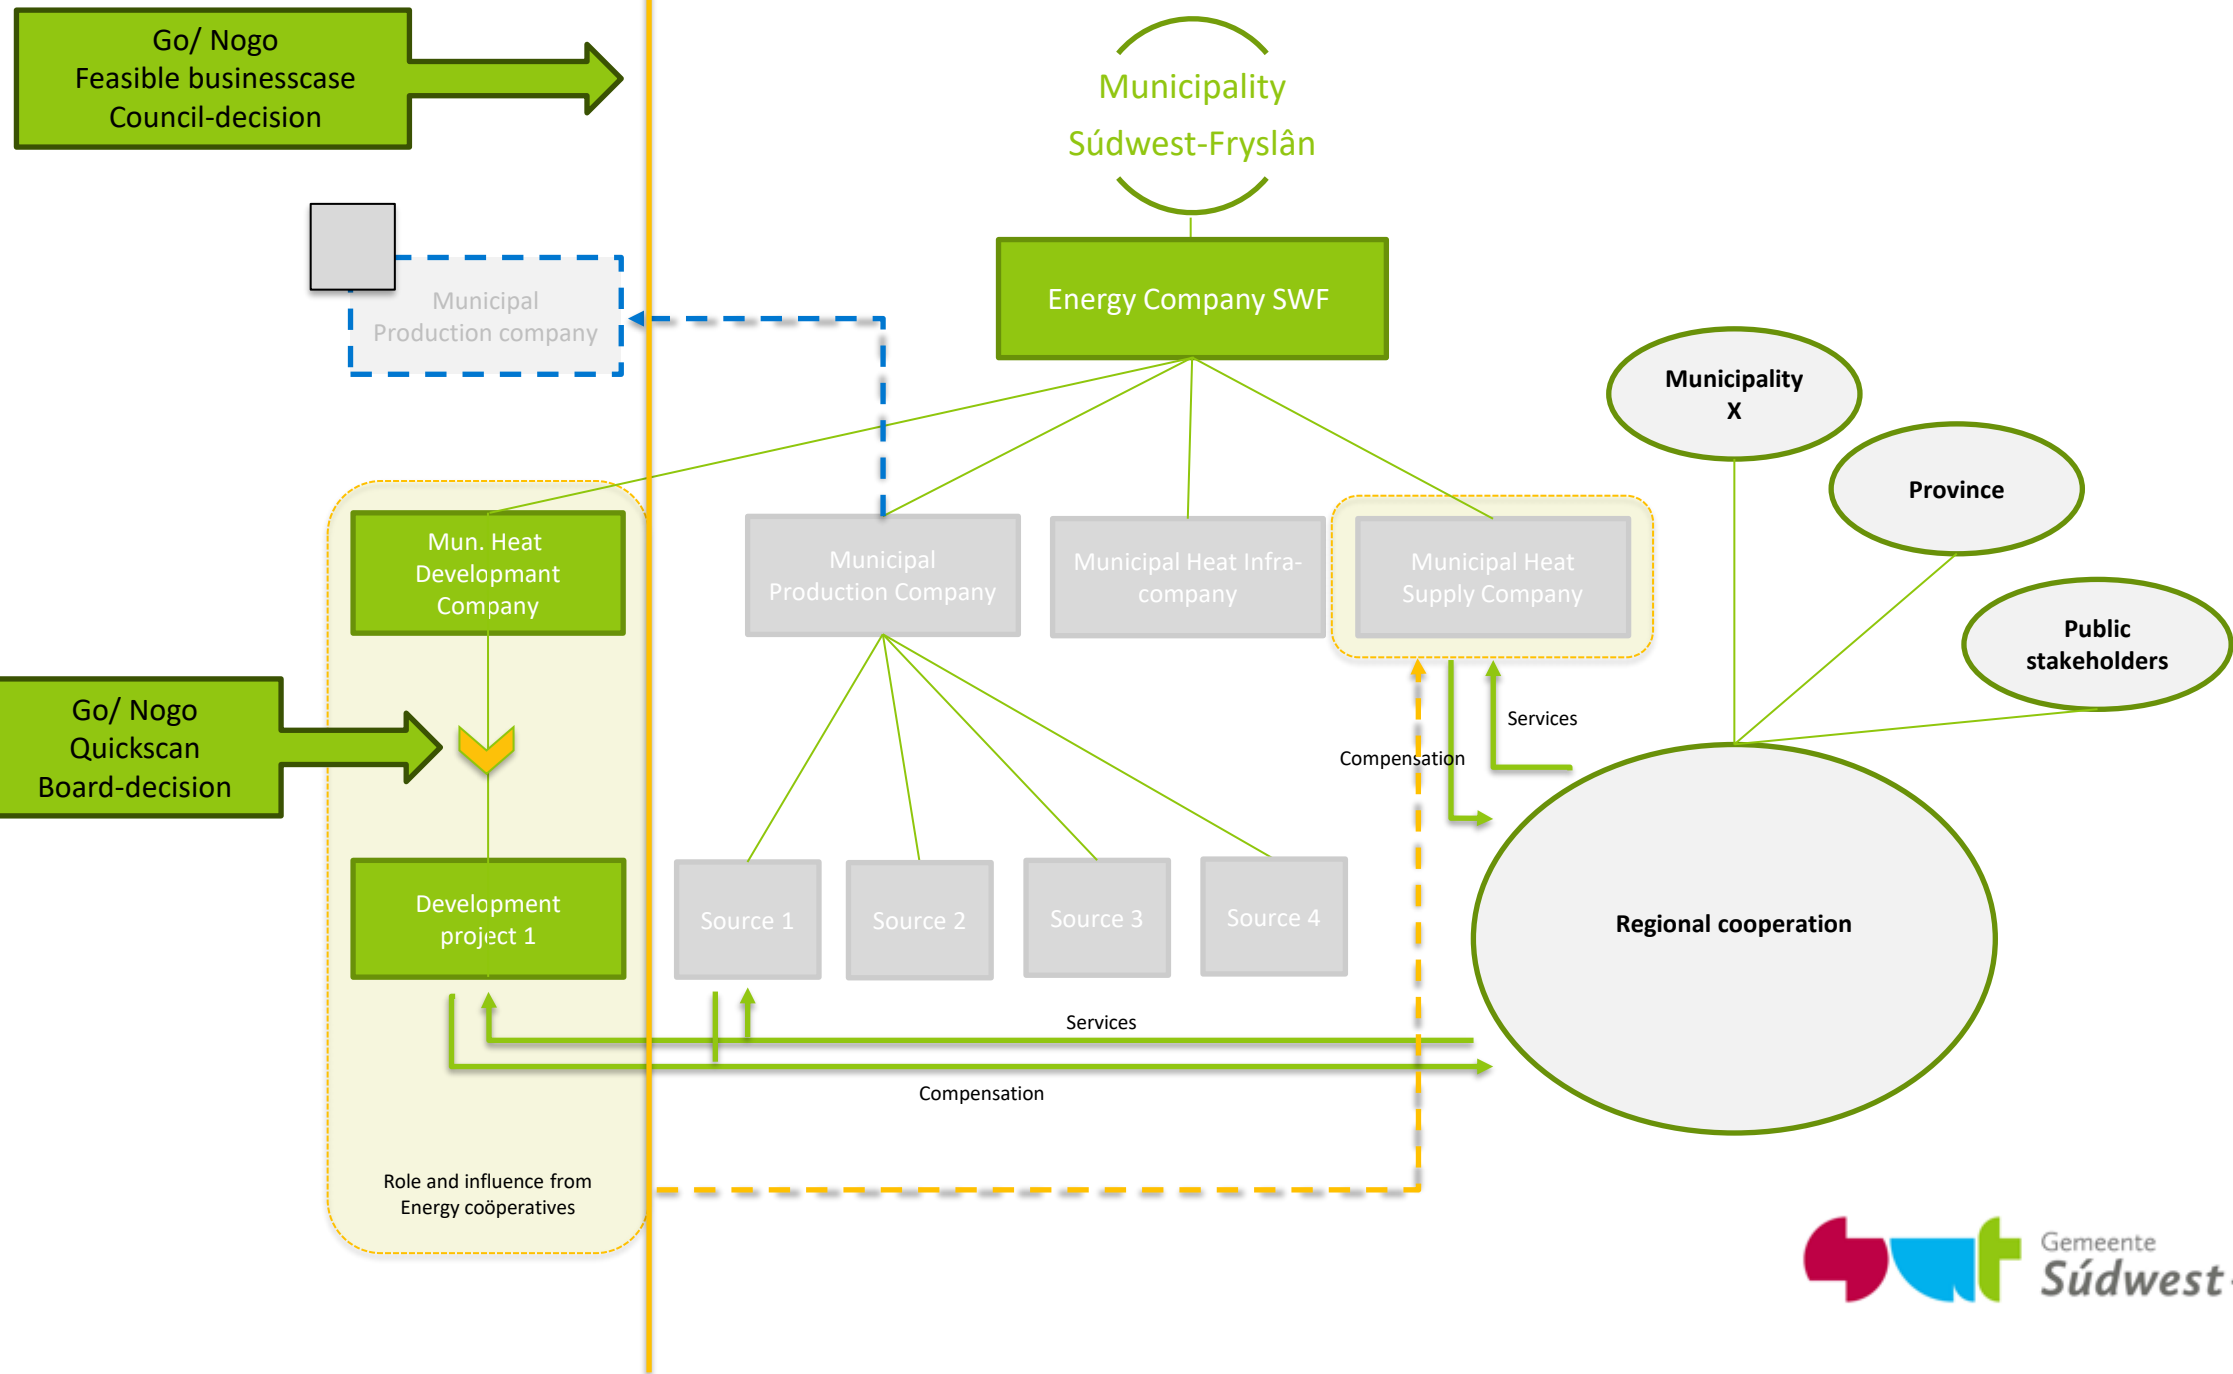 Go/ Nogo
Feasible businesscase
Council-decision
Municipality
Súdwest-Fryslân
Energy Company SWF
Municipal
Production company
Municipality
X
Province
Public
stakeholders
Mun. Heat
Developmant
Company
Municipal
Production Company
Municipal Heat Infra-
company
Municipal Heat
Supply Company
Go/ Nogo
Quickscan
Board-decision
Services
Compensation
Development
project 1
Source 1
Source 2
Source 3
Source 4
Regional cooperation
Services
Compensation
Role and influence from
Energy coöperatives
Gemeente
Súdwest-